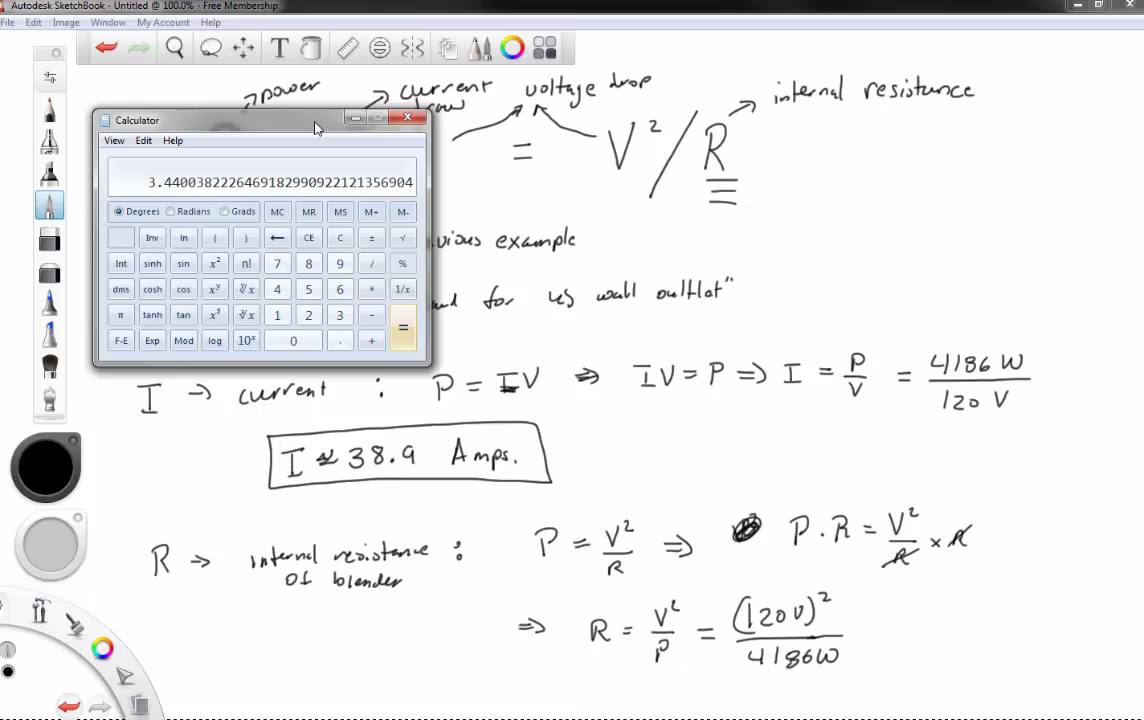 Autodesk SketchBook - Untitled @ 100.0% - Free Membership
File Edit Image Window My Account Help
power current voltage drop internal resistance
= V² / R
Calculator
View Edit Help
3.4400382226469182990922121356904
Degrees Radians Grads MC MR MS M+ M-
Inv ln ( ) ← CE C ± √
Int sinh sin x² n! 7 8 9 / %
dms cosh cos xʸ ʸ√x 4 5 6 * 1/x
π tanh tan x³ ³√x 1 2 3 - =
F-E Exp Mod log 10ˣ 0 . +
vious example
for us wall outlet"
I → current : P = IV ⇒ IV = P ⇒ I = P/V = 4186 W / 120 V
I ≈ 38.9 Amps.
R → internal resistance of blender : P = V²/R ⇒ P . R = V²/R × R
⇒ R = V²/P = (120 V)² / 4186W